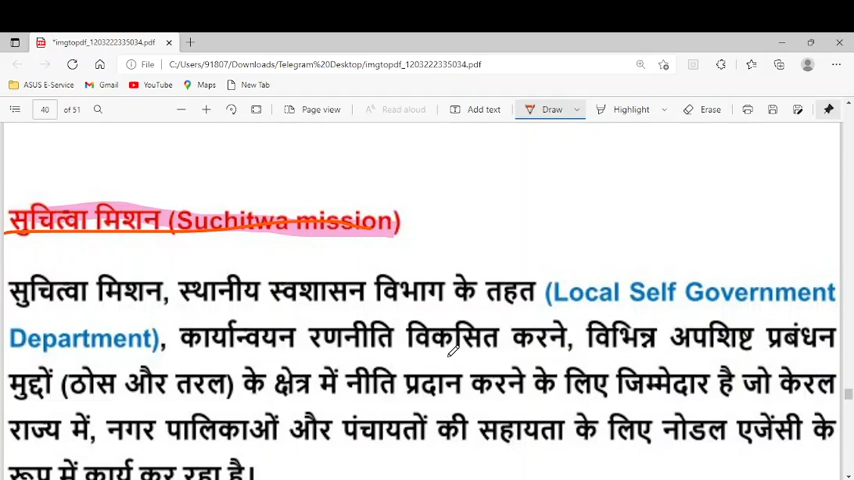 *imgtopdf_1203222335034.pdf
File C:/Users/91807/Downloads/Telegram%20Desktop/imgtopdf_1203222335034.pdf
ASUS E-Service Gmail YouTube Maps New Tab
40 of 51 Page view Read aloud Add text Draw Highlight Erase
सुचित्वा मिशन (Suchitwa mission)
सुचित्वा मिशन, स्थानीय स्वशासन विभाग के तहत (Local Self Government
Department), कार्यान्वयन रणनीति विकसित करने, विभिन्न अपशिष्ट प्रबंधन
मुद्दों (ठोस और तरल) के क्षेत्र में नीति प्रदान करने के लिए जिम्मेदार है जो केरल
राज्य में, नगर पालिकाओं और पंचायतों की सहायता के लिए नोडल एजेंसी के
रूप में कार्य कर रहा है।